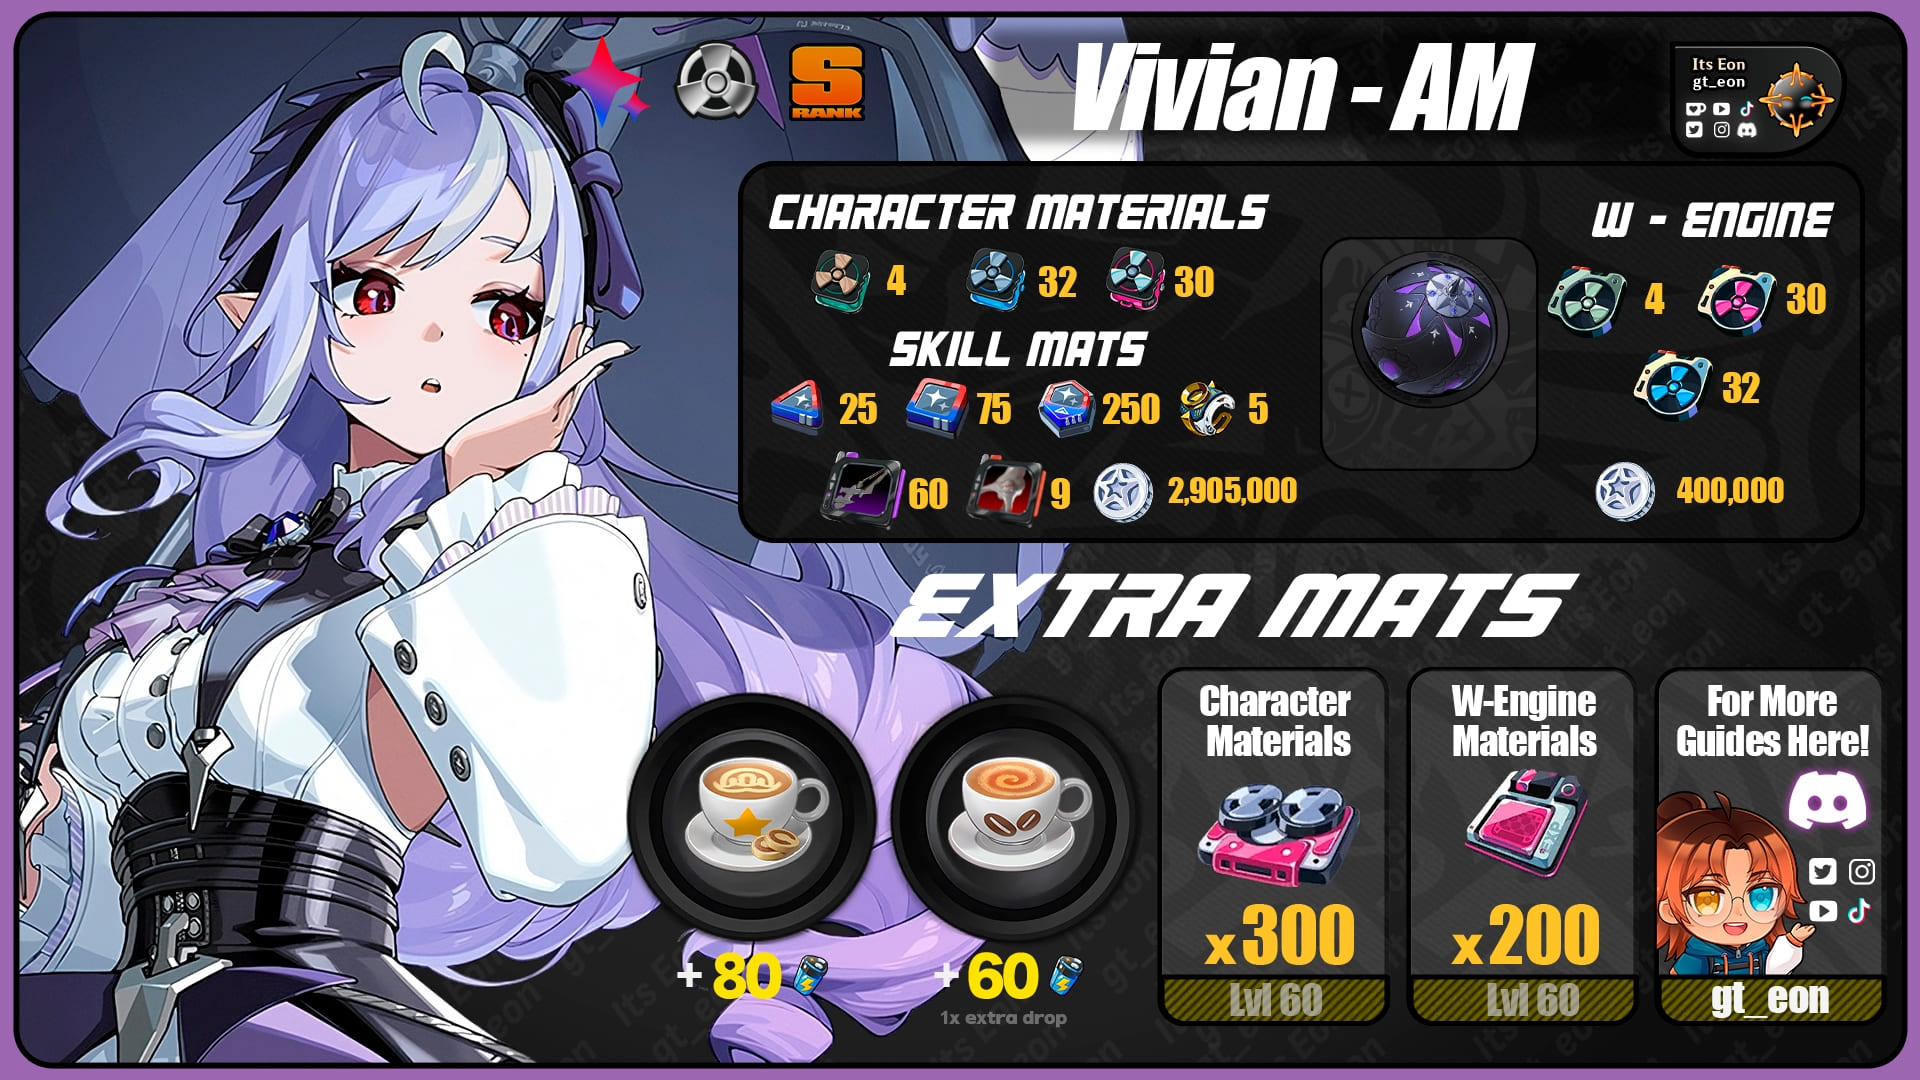 S
RANK
Vivian - AM
Its Eon
gt_eon
CHARACTER MATERIALS
4
32
30
SKILL MATS
25
75
250
5
60
9
2,905,000
W - ENGINE
4
30
32
400,000
EXTRA MATS
+ 80
+ 60
1x extra drop
Character
Materials
x300
Lvl 60
W-Engine
Materials
x200
Lvl 60
For More
Guides Here!
gt_eon